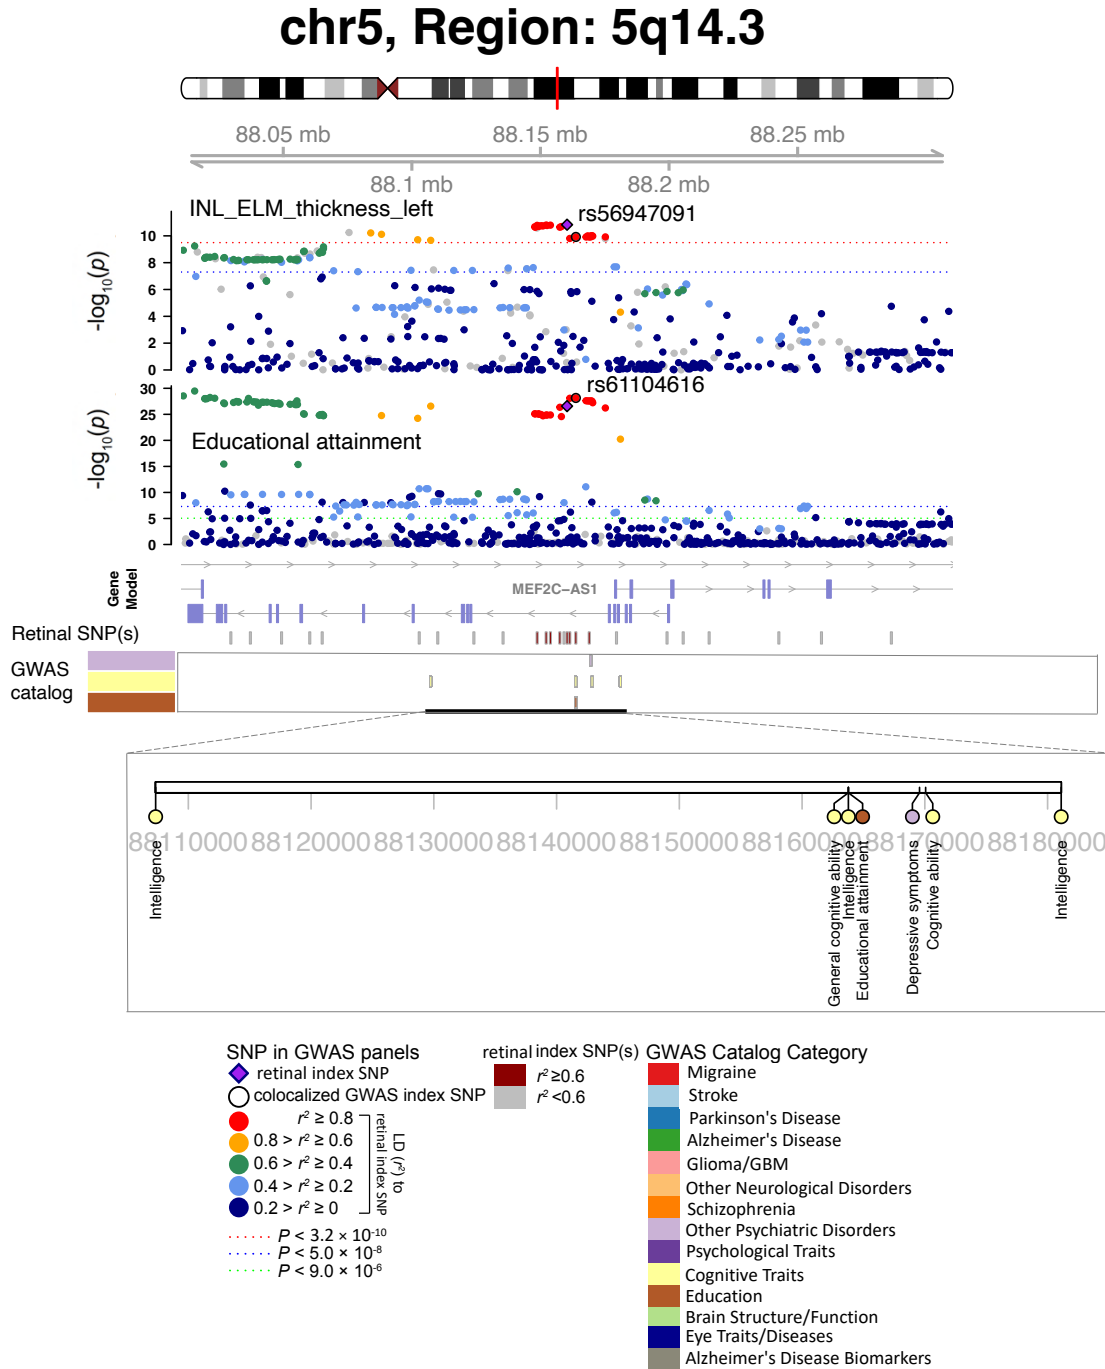 chr5, Region: 5q14.3
88.05 mb
88.15 mb
88.25 mb
88.1 mb
88.2 mb
INL_ELM_thickness_left
rs56947091
-log10(p)
10
8
6
4
2
0
rs61104616
Educational attainment
-log10(p)
30
25
20
15
10
5
0
Gene
Model
MEF2C-AS1
Retinal SNP(s)
GWAS
catalog
88110000
88120000
88130000
88140000
88150000
88160000
88170000
88180000
Intelligence
General cognitive ability
Intelligence
Educational attainment
Depressive symptoms
Cognitive ability
Intelligence
SNP in GWAS panels
retinal index SNP
colocalized GWAS index SNP
r² ≥ 0.8
0.8 > r² ≥ 0.6
0.6 > r² ≥ 0.4
0.4 > r² ≥ 0.2
0.2 > r² ≥ 0
LD (r²) to
retinal index SNP
P < 3.2 × 10⁻¹⁰
P < 5.0 × 10⁻⁸
P < 9.0 × 10⁻⁶
retinal index SNP(s)
r² ≥0.6
r² <0.6
GWAS Catalog Category
Migraine
Stroke
Parkinson's Disease
Alzheimer's Disease
Glioma/GBM
Other Neurological Disorders
Schizophrenia
Other Psychiatric Disorders
Psychological Traits
Cognitive Traits
Education
Brain Structure/Function
Eye Traits/Diseases
Alzheimer's Disease Biomarkers